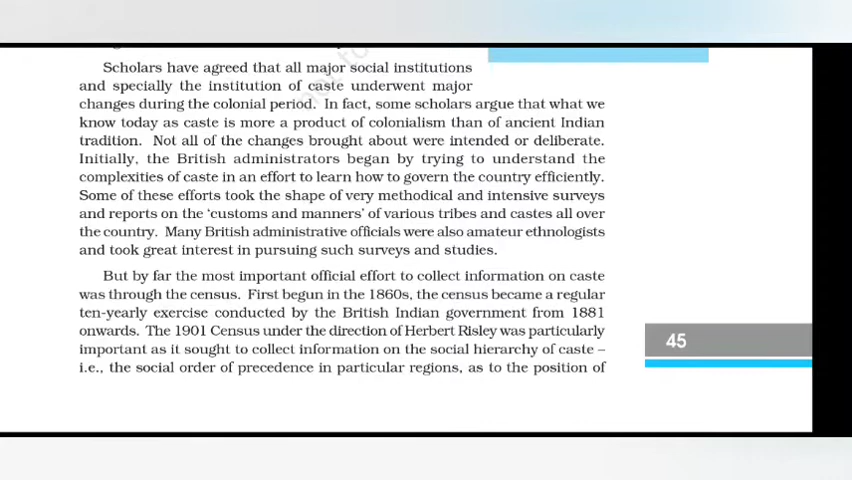 Scholars have agreed that all major social institutions
and specially the institution of caste underwent major
changes during the colonial period. In fact, some scholars argue that what we
know today as caste is more a product of colonialism than of ancient Indian
tradition. Not all of the changes brought about were intended or deliberate.
Initially, the British administrators began by trying to understand the
complexities of caste in an effort to learn how to govern the country efficiently.
Some of these efforts took the shape of very methodical and intensive surveys
and reports on the ‘customs and manners’ of various tribes and castes all over
the country. Many British administrative officials were also amateur ethnologists
and took great interest in pursuing such surveys and studies.
But by far the most important official effort to collect information on caste
was through the census. First begun in the 1860s, the census became a regular
ten-yearly exercise conducted by the British Indian government from 1881
onwards. The 1901 Census under the direction of Herbert Risley was particularly
important as it sought to collect information on the social hierarchy of caste –
i.e., the social order of precedence in particular regions, as to the position of
45